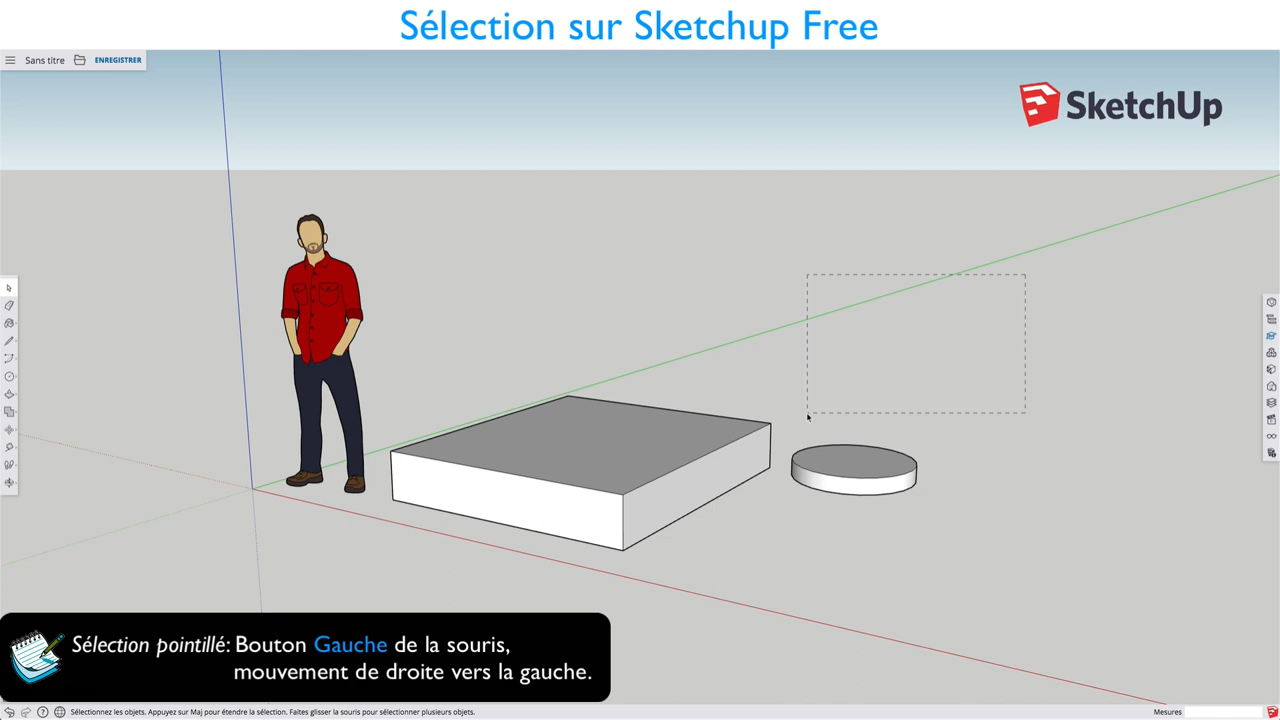 Sélection sur Sketchup Free
Sans titre
ENREGISTRER
SketchUp
Sélection pointillé: Bouton Gauche de la souris,
mouvement de droite vers la gauche.
Sélectionnez les objets. Appuyez sur Maj pour étendre la sélection. Faites glisser la souris pour sélectionner plusieurs objets.
Mesures